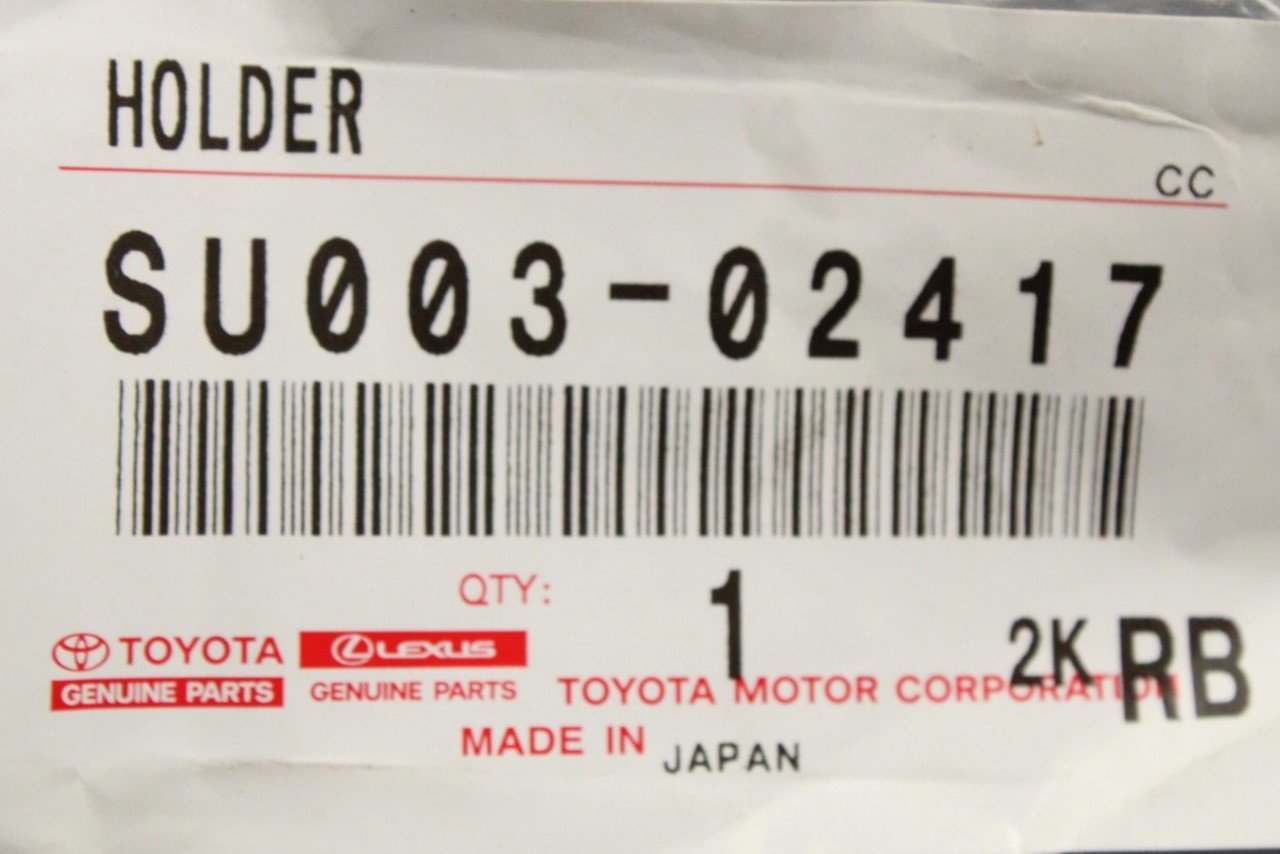 HOLDER
CC
SU003-02417
QTY: 1
2K RB
TOYOTA LEXUS
GENUINE PARTS GENUINE PARTS TOYOTA MOTOR CORPORATION
MADE IN JAPAN